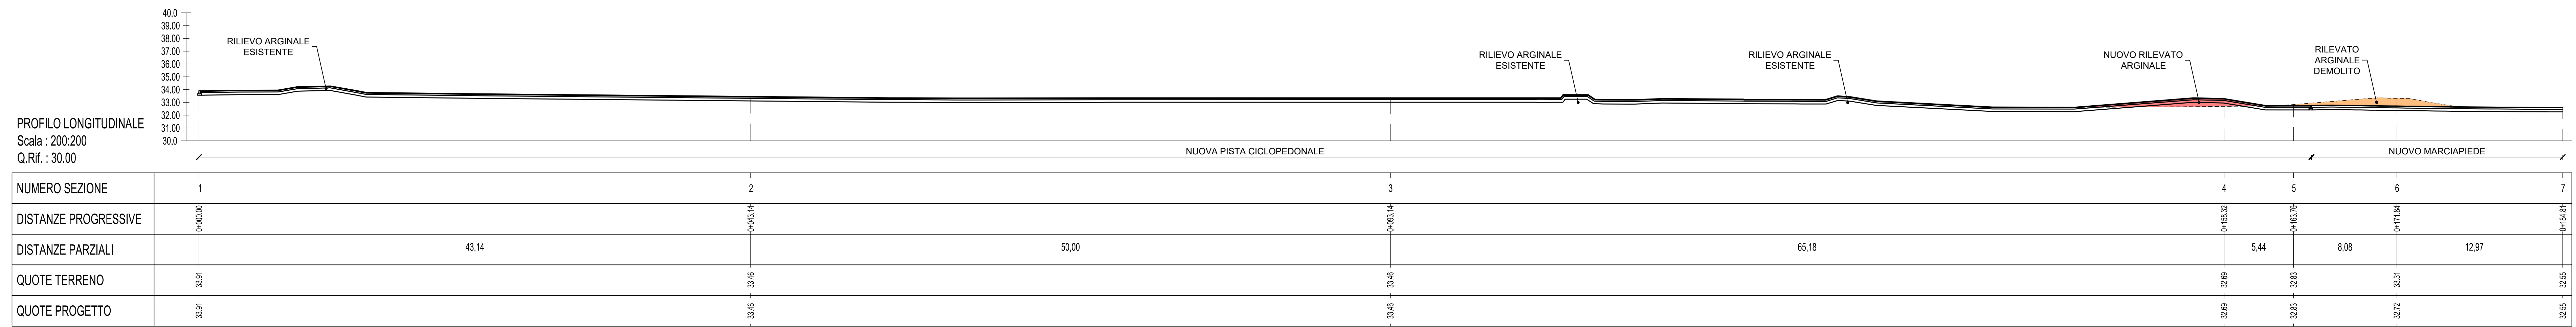 40.0
39.00
38.00
37.00
36.00
35.00
34.00
33.00
32.00
31.00
30.0
RILIEVO ARGINALE
ESISTENTE
RILIEVO ARGINALE
ESISTENTE
RILIEVO ARGINALE
ESISTENTE
NUOVO RILEVATO
ARGINALE
RILEVATO
ARGINALE
DEMOLITO
PROFILO LONGITUDINALE
Scala : 200:200
Q.Rif. : 30.00
NUOVA PISTA CICLOPEDONALE
NUOVO MARCIAPIEDE
NUMERO SEZIONE 1 2 3 4 5 6 7
DISTANZE PROGRESSIVE 0+000.00 0+043.14 0+093.14 0+158.32 0+163.76 0+171.84 0+184.81
DISTANZE PARZIALI 43,14 50,00 65,18 5,44 8,08 12,97
QUOTE TERRENO 33.91 33.46 33.46 32.69 32.83 33.31 32.55
QUOTE PROGETTO 33.91 33.46 33.46 32.69 32.83 32.72 32.55